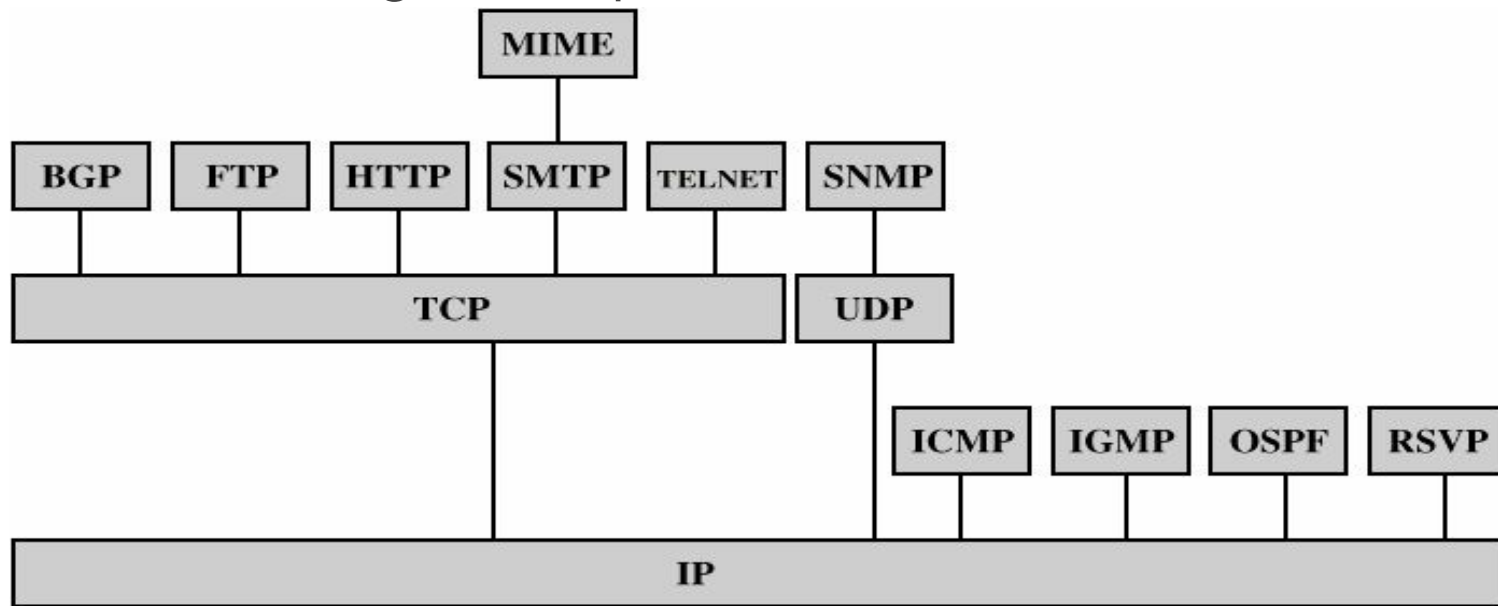 MIME
BGP FTP HTTP SMTP TELNET SNMP
TCP UDP
ICMP IGMP OSPF RSVP
IP